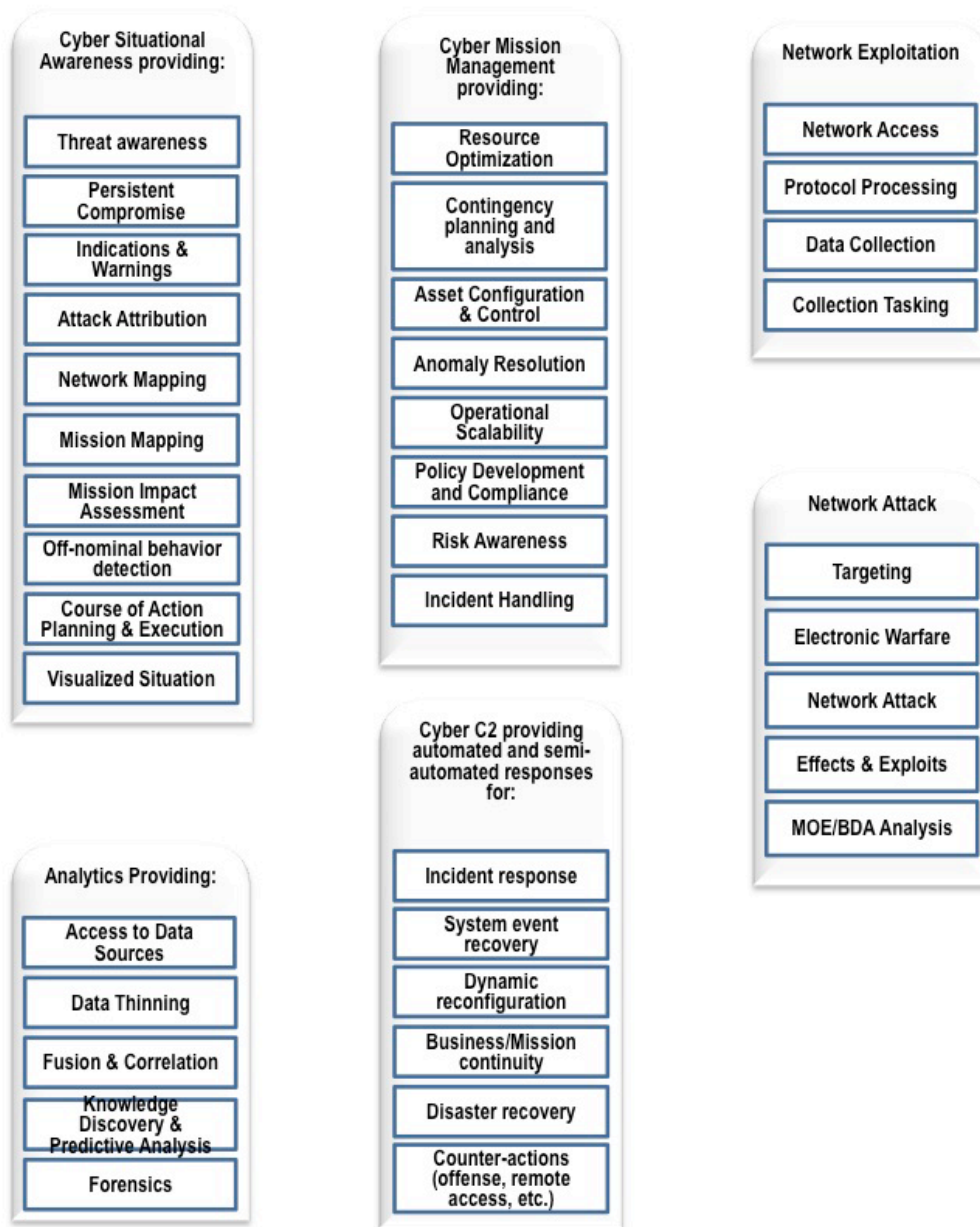 Cyber Situational
Awareness providing:
Threat awareness
Persistent
Compromise
Indications &
Warnings
Attack Attribution
Network Mapping
Mission Mapping
Mission Impact
Assessment
Off-nominal behavior
detection
Course of Action
Planning & Execution
Visualized Situation
Analytics Providing:
Access to Data
Sources
Data Thinning
Fusion & Correlation
Knowledge
Discovery &
Predictive Analysis
Forensics
Cyber Mission
Management
providing:
Resource
Optimization
Contingency
planning and
analysis
Asset Configuration
& Control
Anomaly Resolution
Operational
Scalability
Policy Development
and Compliance
Risk Awareness
Incident Handling
Cyber C2 providing
automated and semi-
automated responses
for:
Incident response
System event
recovery
Dynamic
reconfiguration
Business/Mission
continuity
Disaster recovery
Counter-actions
(offense, remote
access, etc.)
Network Exploitation
Network Access
Protocol Processing
Data Collection
Collection Tasking
Network Attack
Targeting
Electronic Warfare
Network Attack
Effects & Exploits
MOE/BDA Analysis